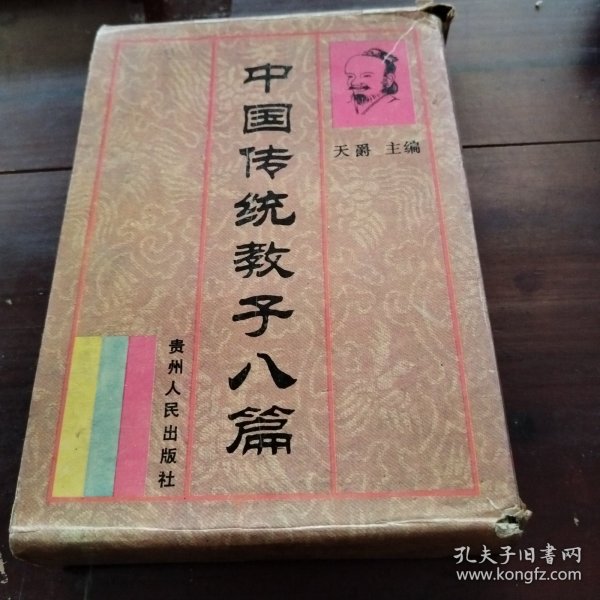 中国传统教子八篇
天爵 主编
贵州人民出版社
孔夫子旧书网
www.kongfz.com